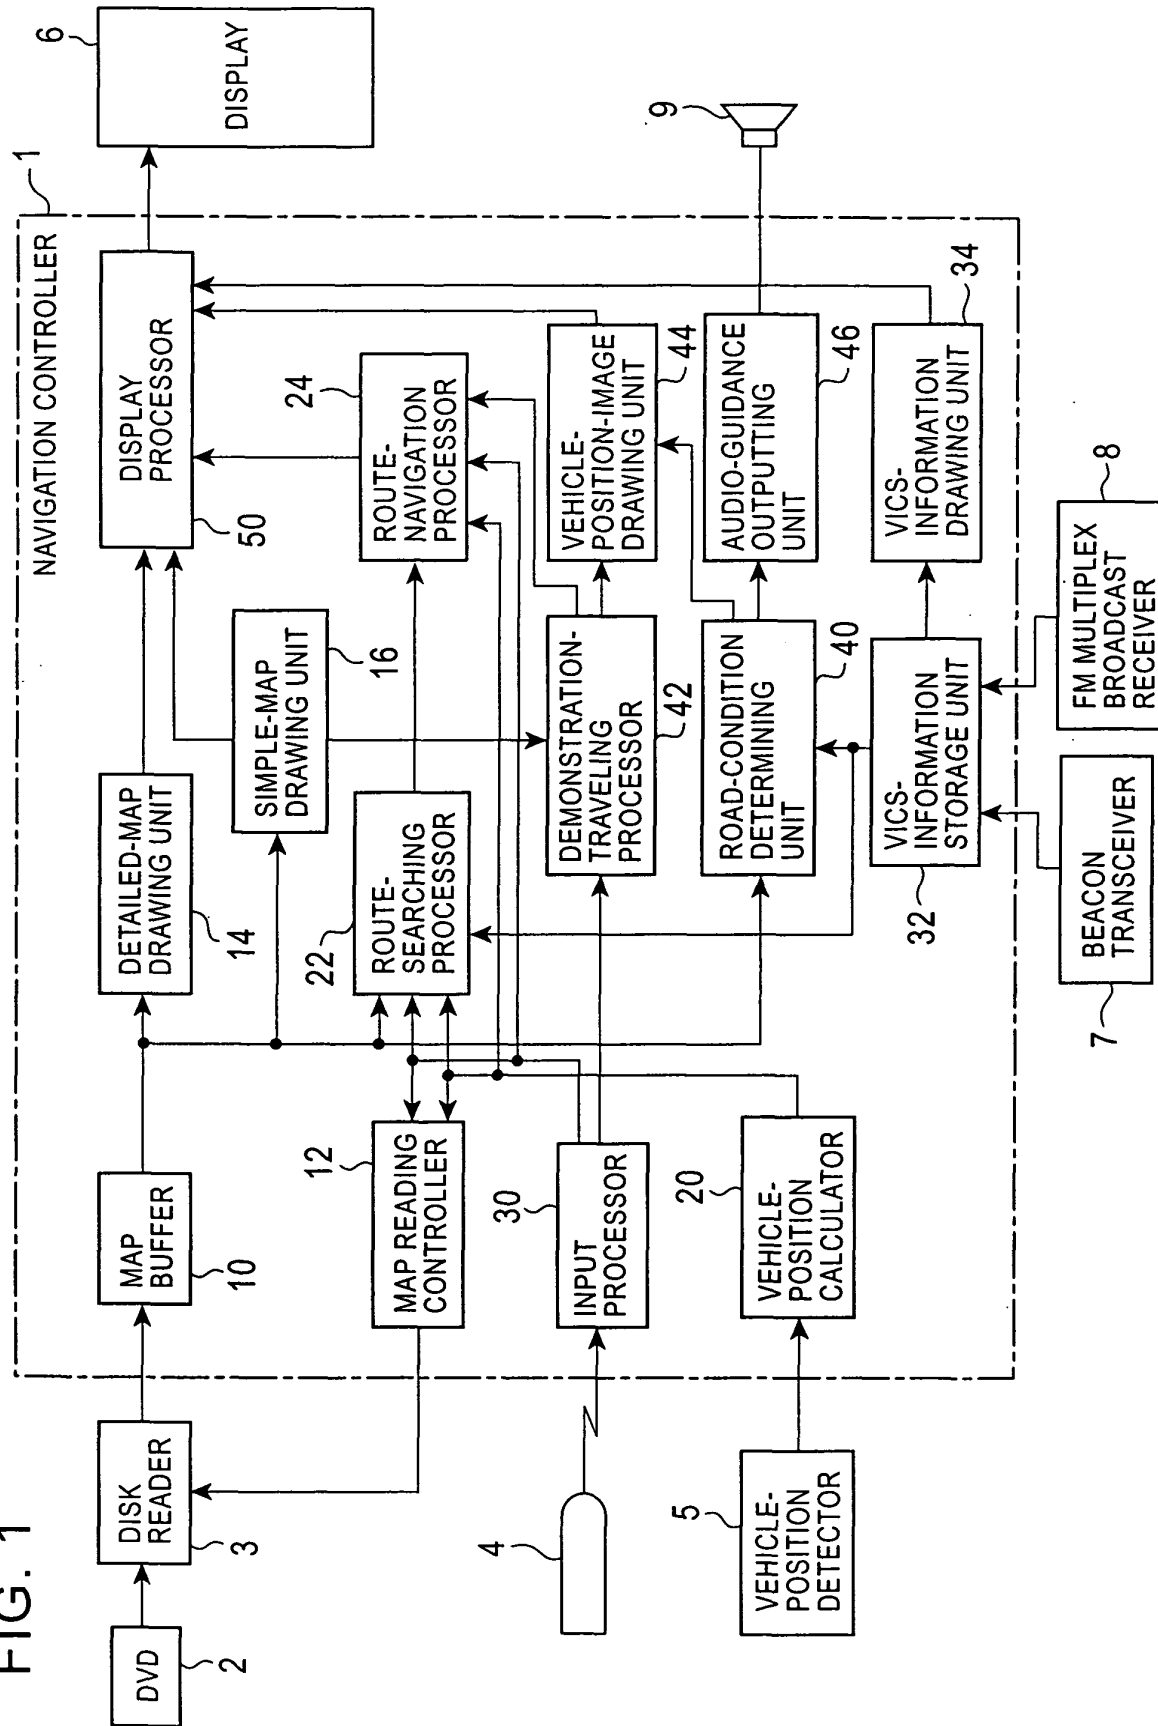 FIG. 1
NAVIGATION CONTROLLER
1
DVD
2
DISK
READER
3
MAP
BUFFER
10
DETAILED-MAP
DRAWING UNIT
14
DISPLAY
PROCESSOR
50
DISPLAY
6
SIMPLE-MAP
DRAWING UNIT
16
MAP READING
CONTROLLER
12
ROUTE-
SEARCHING
PROCESSOR
22
ROUTE-
NAVIGATION
PROCESSOR
24
4
INPUT
PROCESSOR
30
DEMONSTRATION-
TRAVELING
PROCESSOR
42
VEHICLE-
POSITION-IMAGE
DRAWING UNIT
44
VEHICLE-
POSITION
DETECTOR
5
VEHICLE-
POSITION
CALCULATOR
20
ROAD-CONDITION
DETERMINING
UNIT
40
AUDIO-GUIDANCE
OUTPUTTING
UNIT
46
9
VICS-
INFORMATION
STORAGE UNIT
32
VICS-
INFORMATION
DRAWING UNIT
34
BEACON
TRANSCEIVER
7
FM MULTIPLEX
BROADCAST
RECEIVER
8